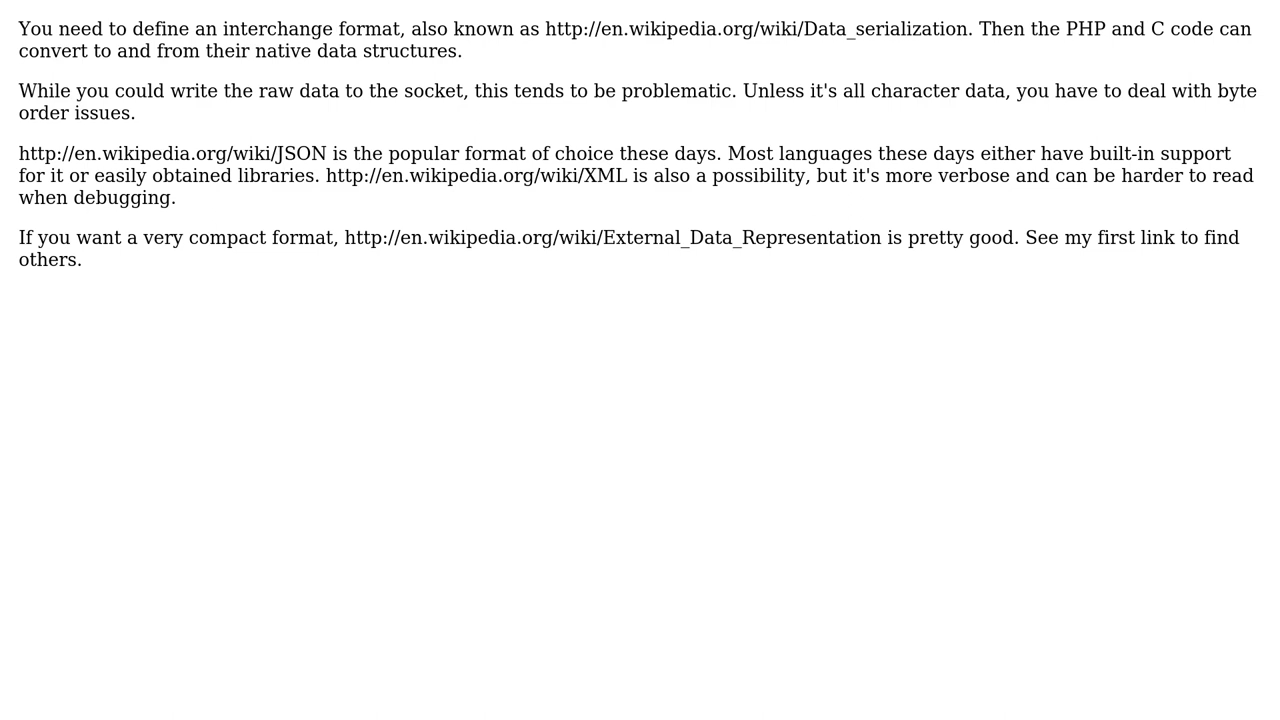 You need to define an interchange format, also known as http://en.wikipedia.org/wiki/Data_serialization. Then the PHP and C code can
convert to and from their native data structures.
While you could write the raw data to the socket, this tends to be problematic. Unless it's all character data, you have to deal with byte
order issues.
http://en.wikipedia.org/wiki/JSON is the popular format of choice these days. Most languages these days either have built-in support
for it or easily obtained libraries. http://en.wikipedia.org/wiki/XML is also a possibility, but it's more verbose and can be harder to read
when debugging.
If you want a very compact format, http://en.wikipedia.org/wiki/External_Data_Representation is pretty good. See my first link to find
others.